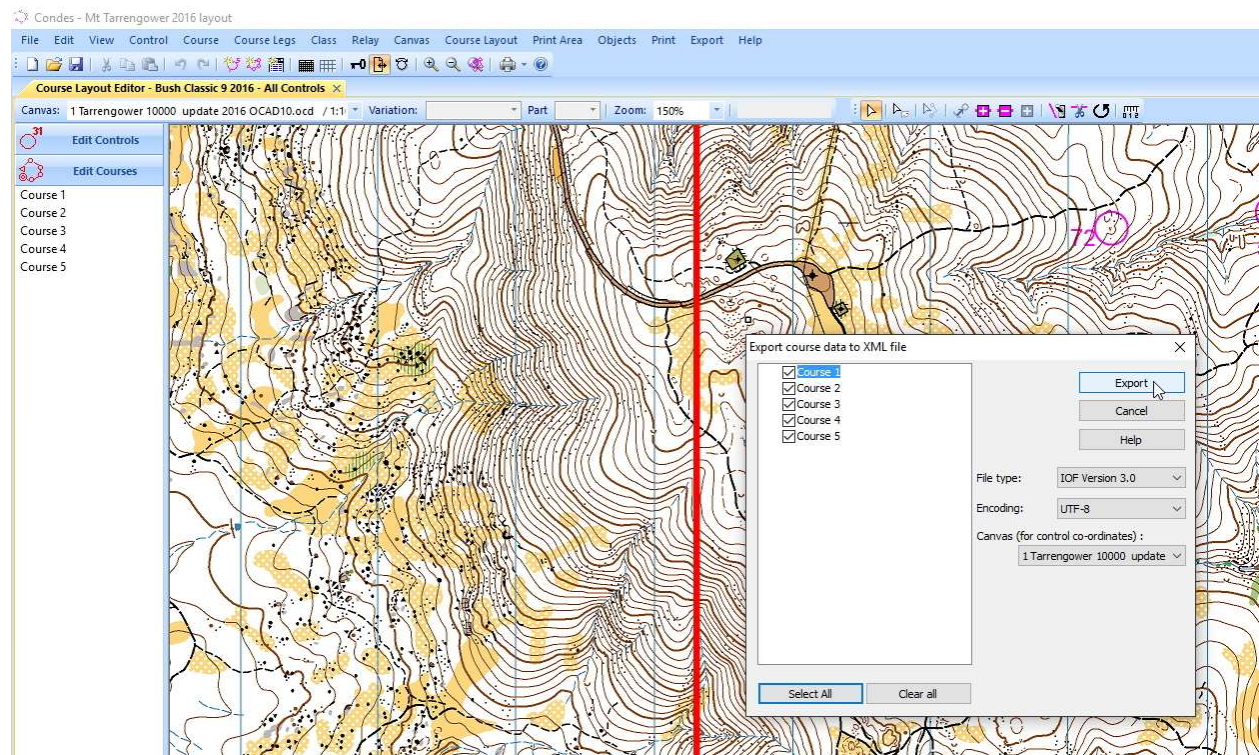 Condes - Mt Tarrengower 2016 layout
File Edit View Control Course Course Legs Class Relay Canvas Course Layout Print Area Objects Print Export Help
Course Layout Editor - Bush Classic 9 2016 - All Controls
Canvas: 1 Tarrengower 10000 update 2016 OCAD10.ocd / 1:1 Variation: Part Zoom: 150%
31
Edit Controls
Edit Courses
Course 1
Course 2
Course 3
Course 4
Course 5
72
Export course data to XML file
Course 1
Course 2
Course 3
Course 4
Course 5
Export
Cancel
Help
File type: IOF Version 3.0
Encoding: UTF-8
Canvas (for control co-ordinates) :
1 Tarrengower 10000 update
Select All Clear all